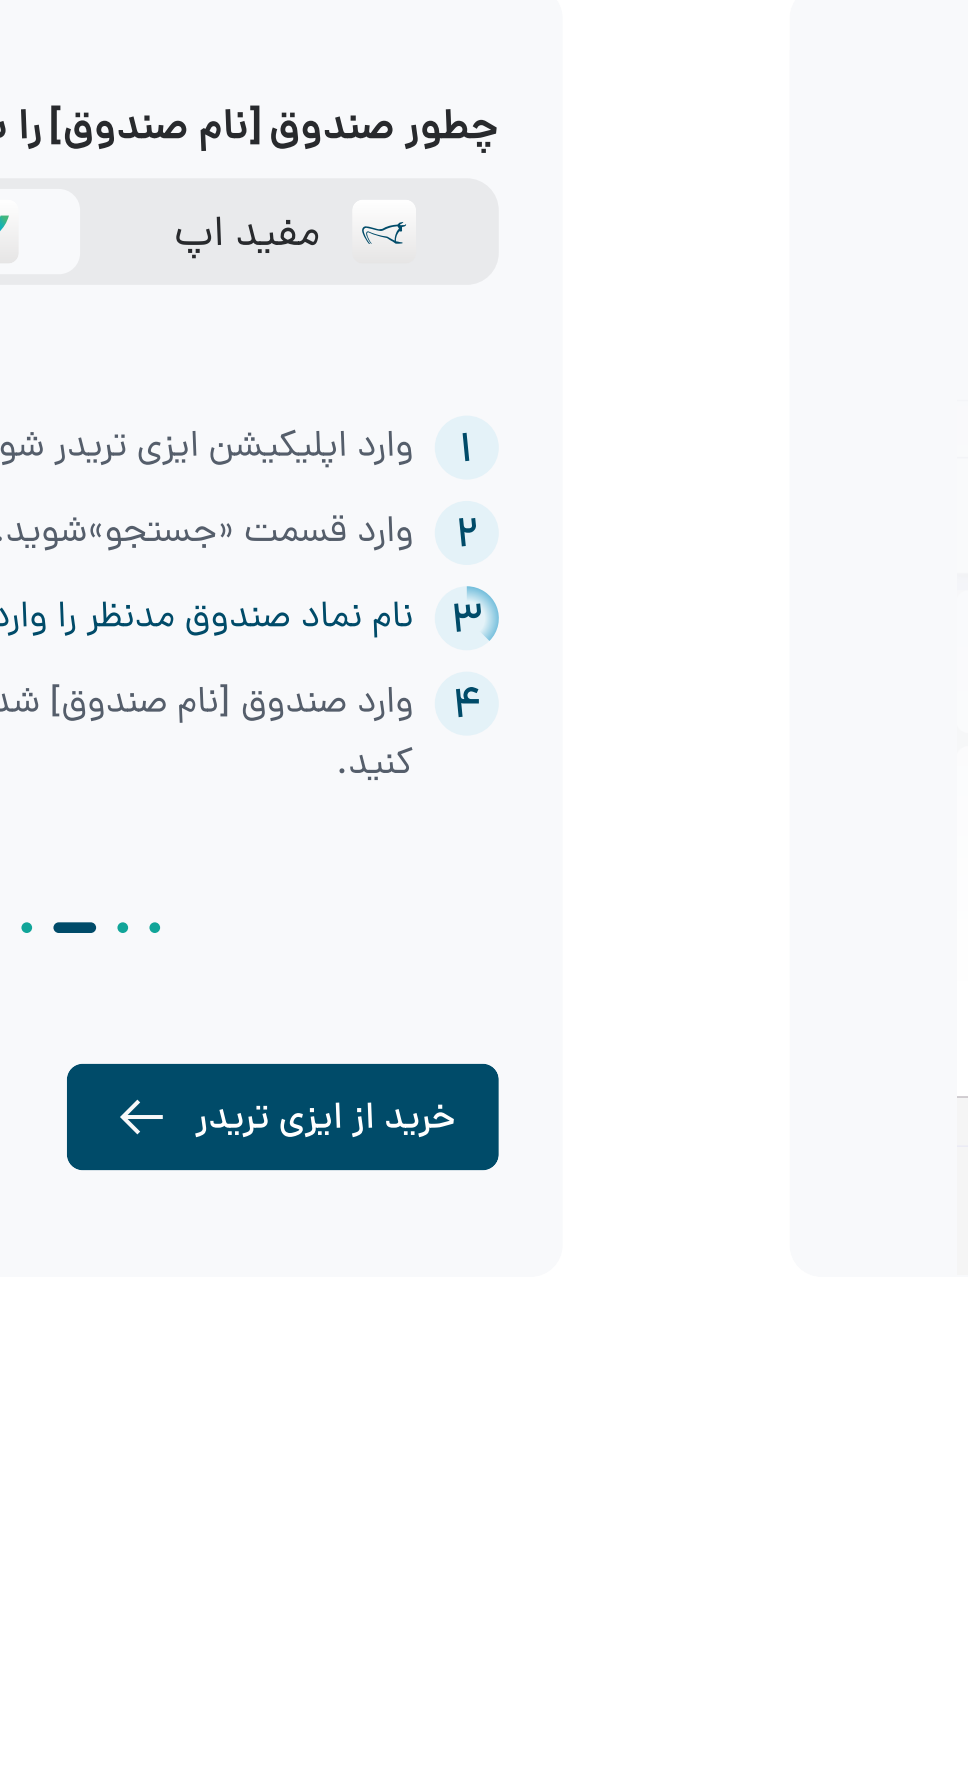 چطور صندوق [نام صندوق] را
مفید اپ
۱ وارد اپلیکیشن ایزی تریدر
۲ وارد قسمت «جستجو»شوید.
۳ نام نماد صندوق مدنظر را وارد
۴ وارد صندوق [نام صندوق]
کنید.
خرید از ایزی تریدر